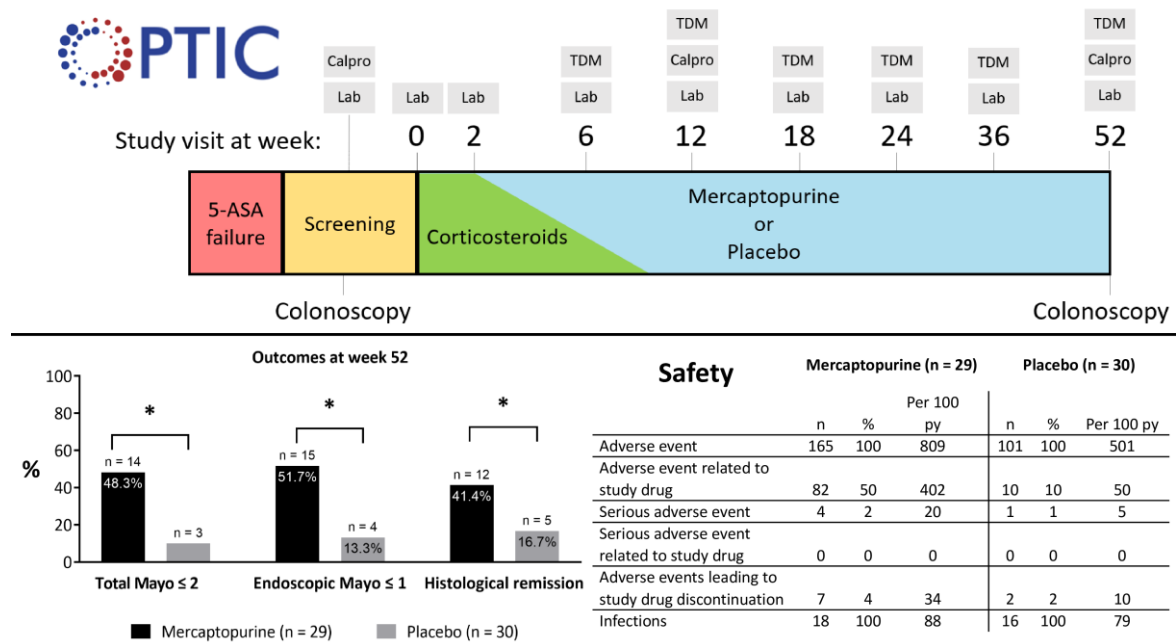 OPTIC
TDM TDM
Calpro TDM Calpro TDM TDM TDM Calpro
Lab Lab Lab Lab Lab Lab Lab Lab Lab
Study visit at week: 0 2 6 12 18 24 36 52
5-ASA failure
Screening
Corticosteroids
Mercaptopurine
or
Placebo
Colonoscopy Colonoscopy
Outcomes at week 52
%
100
80
60
40
20
0
* * *
n = 14
48.3%
n = 3
n = 15
51.7%
n = 4
13.3%
n = 12
41.4%
n = 5
16.7%
Total Mayo ≤ 2 Endoscopic Mayo ≤ 1 Histological remission
Mercaptopurine (n = 29) Placebo (n = 30)
Safety Mercaptopurine (n = 29) Placebo (n = 30)
n % Per 100 py n % Per 100 py
Adverse event 165 100 809 101 100 501
Adverse event related to
study drug 82 50 402 10 10 50
Serious adverse event 4 2 20 1 1 5
Serious adverse event
related to study drug 0 0 0 0 0 0
Adverse events leading to
study drug discontinuation 7 4 34 2 2 10
Infections 18 100 88 16 100 79